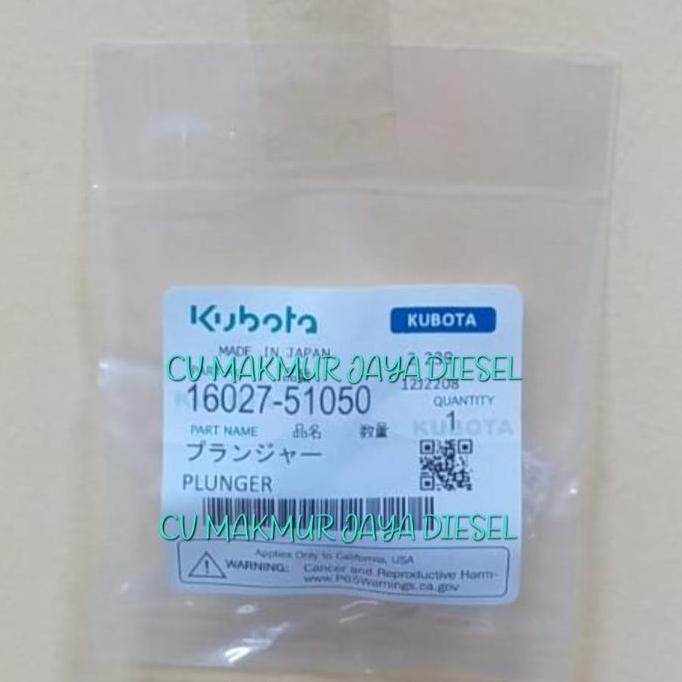 Kubota
KUBOTA
MADE IN JAPAN
CV MAKMUR JAYA DIESEL
12J2208
16027-51050
QUANTITY
1
PART NAME 品名 数量
KUBOTA
プランジャー
PLUNGER
CV MAKMUR JAYA DIESEL
Applies Only to California, USA
WARNING: Cancer and Reproductive Harm-
www.P65Warnings.ca.gov